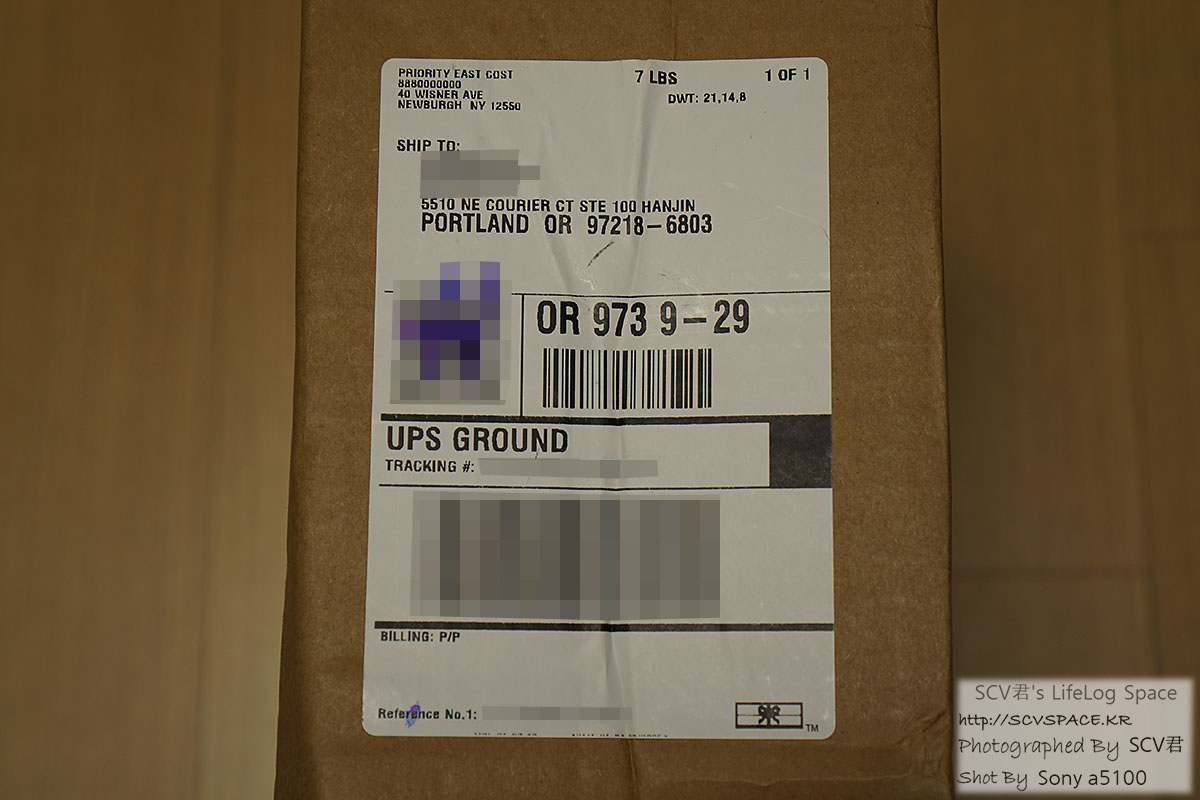 PRIORITY EAST COST
7 LBS
1 OF 1
8880000000
40 WISNER AVE
NEWBURGH NY 12550
DWT: 21,14,8
SHIP TO:
5510 NE COURIER CT STE 100 HANJIN
PORTLAND OR 97218-6803
OR 973 9-29
UPS GROUND
TRACKING #:
BILLING: P/P
Reference No.1:
TM
SCV君's LifeLog Space
http://SCVSPACE.KR
Photographed By SCV君
Shot By Sony a5100